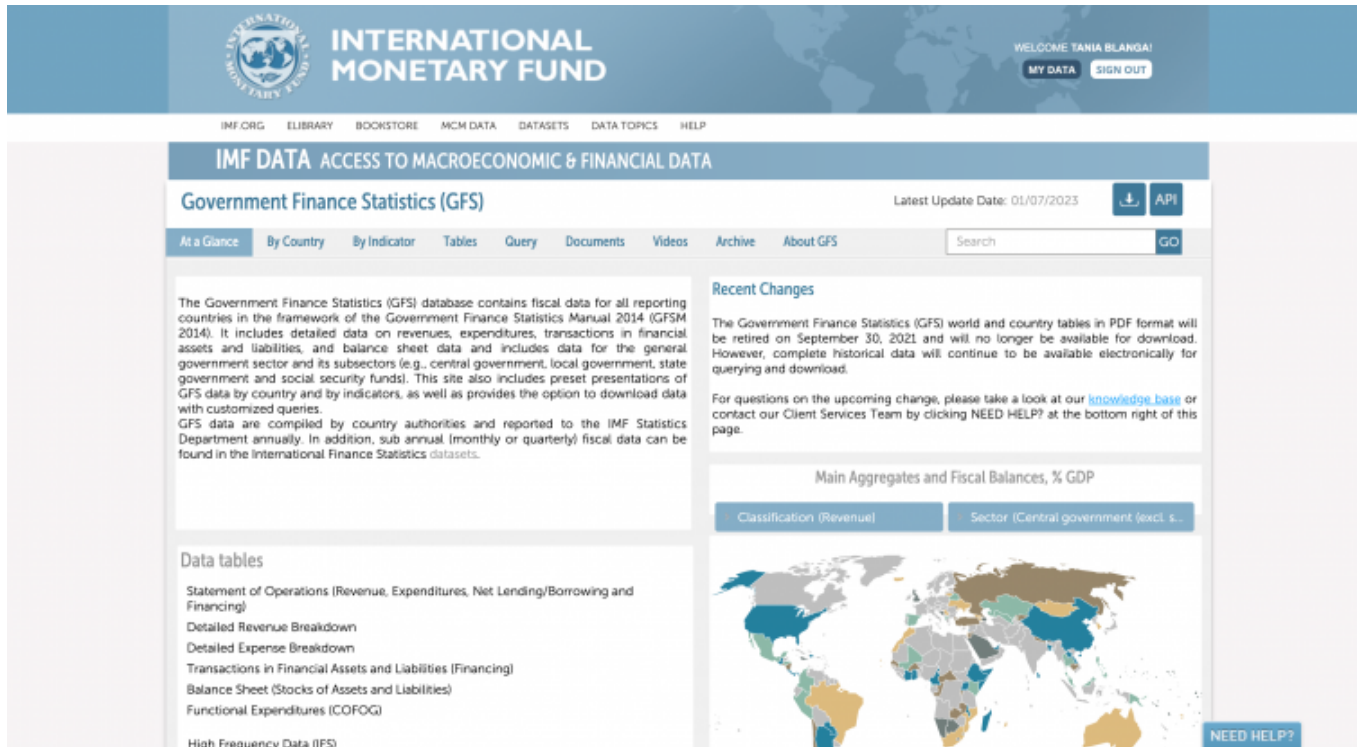 INTERNATIONAL
MONETARY FUND
WELCOME TANIA BLANGA!
MY DATA SIGN OUT
IMF.ORG ELIBRARY BOOKSTORE MCM DATA DATASETS DATA TOPICS HELP
IMF DATA ACCESS TO MACROECONOMIC & FINANCIAL DATA
Government Finance Statistics (GFS)
Latest Update Date: 01/07/2023
API
At a Glance By Country By Indicator Tables Query Documents Videos Archive About GFS
Search GO
The Government Finance Statistics (GFS) database contains fiscal data for all reporting
countries in the framework of the Government Finance Statistics Manual 2014 (GFSM
2014). It includes detailed data on revenues, expenditures, transactions in financial
assets and liabilities, and balance sheet data and includes data for the general
government sector and its subsectors (e.g., central government, local government, state
government and social security funds). This site also includes preset presentations of
GFS data by country and by indicators, as well as provides the option to download data
with customized queries.
GFS data are compiled by country authorities and reported to the IMF Statistics
Department annually. In addition, sub annual (monthly or quarterly) fiscal data can be
found in the International Finance Statistics datasets.
Data tables
Statement of Operations (Revenue, Expenditures, Net Lending/Borrowing and
Financing)
Detailed Revenue Breakdown
Detailed Expense Breakdown
Transactions in Financial Assets and Liabilities (Financing)
Balance Sheet (Stocks of Assets and Liabilities)
Functional Expenditures (COFOG)
High Frequency Data (IFS)
Recent Changes
The Government Finance Statistics (GFS) world and country tables in PDF format will
be retired on September 30, 2021 and will no longer be available for download.
However, complete historical data will continue to be available electronically for
querying and download.
For questions on the upcoming change, please take a look at our knowledge base or
contact our Client Services Team by clicking NEED HELP? at the bottom right of this
page.
Main Aggregates and Fiscal Balances, % GDP
Classification (Revenue) Sector (Central government (excl. s...
NEED HELP?